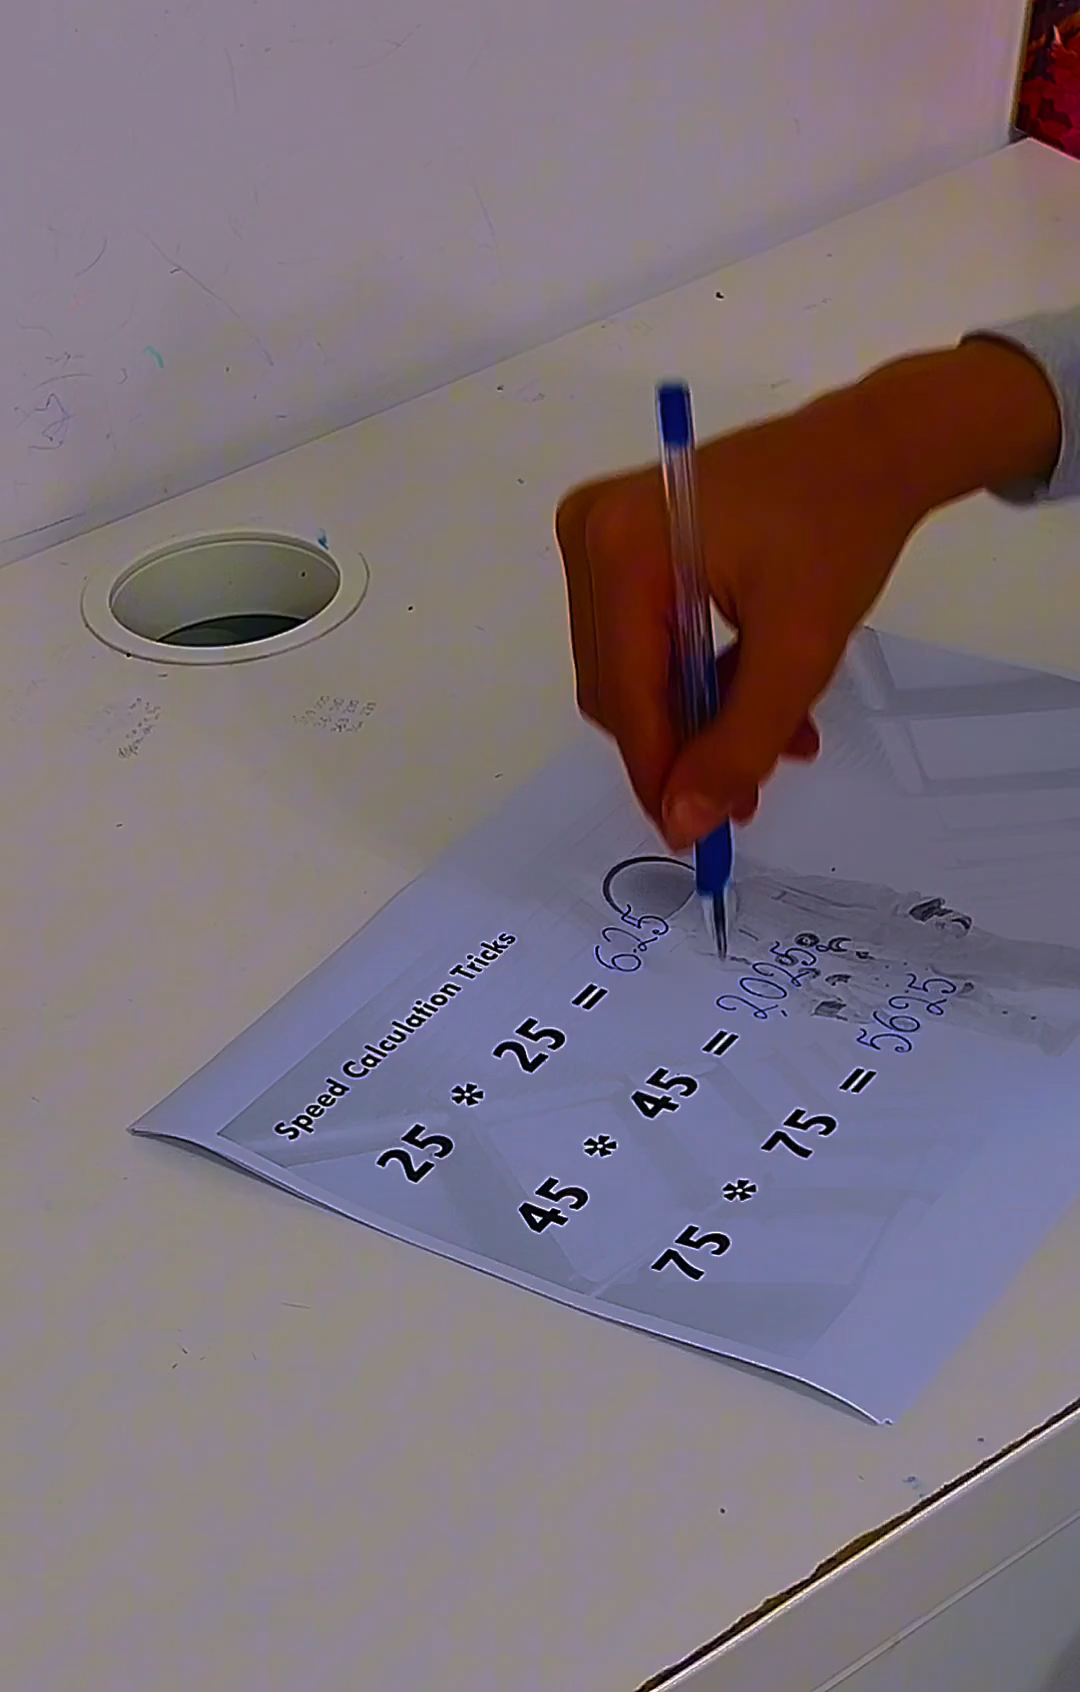 Speed Calculation Tricks
25 * 25 = 625
45 * 45 = 2025
75 * 75 = 5625